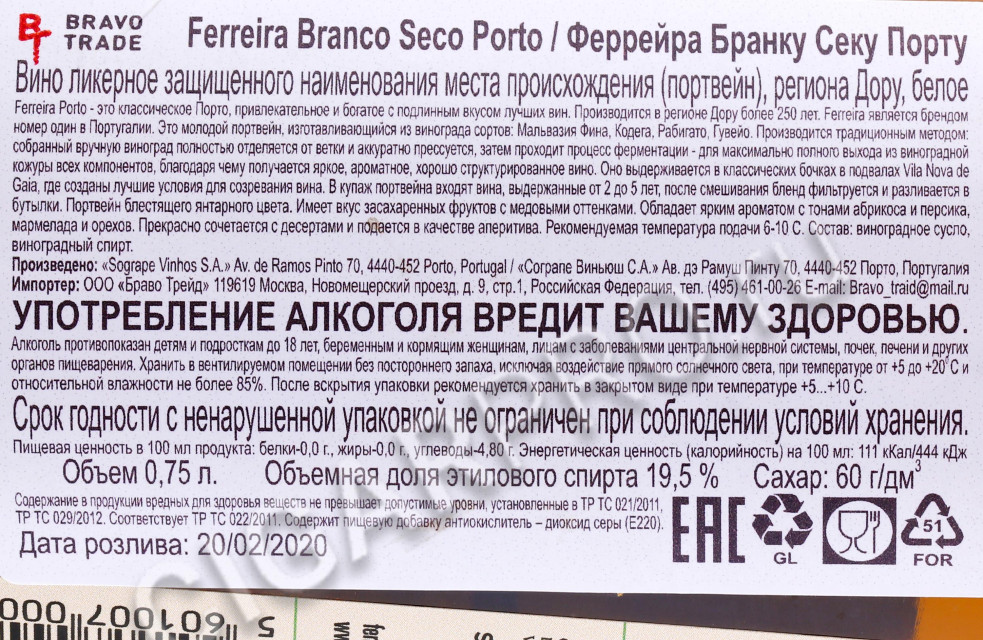 BRAVO
TRADE
Ferreira Branco Seco Porto / Феррейра Бранку Секу Порту
Вино ликерное защищенного наименования места происхождения (портвейн), региона Дору, белое
Ferreira Porto - это классическое Порто, привлекательное и богатое с подлинным вкусом лучших вин. Производится в регионе Дору более 250 лет. Ferreira является брендом
номер один в Португалии. Это молодой портвейн, изготавливающийся из винограда сортов: Мальвазия Фина, Кодега, Рабигато, Гувейо. Производится традиционным методом:
собранный вручную виноград полностью отделяется от ветки и аккуратно прессуется, затем проходит процесс ферментации - для максимально полного выхода из виноградной
кожуры всех компонентов, благодаря чему получается яркое, ароматное, хорошо структурированное вино. Оно выдерживается в классических бочках в подвалах Vila Nova de
Gaia, где созданы лучшие условия для созревания вина. В купаж портвейна входят вина, выдержанные от 2 до 5 лет, после смешивания бленд фильтруется и разливается в
бутылки. Портвейн блестящего янтарного цвета. Имеет вкус засахаренных фруктов с медовыми оттенками. Обладает ярким ароматом с тонами абрикоса и персика,
мармелада и орехов. Прекрасно сочетается с десертами и подается в качестве аперитива. Рекомендуемая температура подачи 6-10 С. Состав: виноградное сусло,
виноградный спирт.
Произведено: «Sogrape Vinhos S.A.» Av. de Ramos Pinto 70, 4440-452 Porto, Portugal / «Сограпе Виньюш С.А.» Ав. дэ Рамуш Пинту 70, 4440-452 Порто, Португалия
Импортер: ООО «Браво Трейд» 119619 Москва, Новомещерский проезд, д. 9, стр.1, Российская Федерация, тел. (495) 461-00-26 E-mail: Bravo_traid@mail.ru
УПОТРЕБЛЕНИЕ АЛКОГОЛЯ ВРЕДИТ ВАШЕМУ ЗДОРОВЬЮ.
Алкоголь противопоказан детям и подросткам до 18 лет, беременным и кормящим женщинам, лицам с заболеваниями центральной нервной системы, почек, печени и других
органов пищеварения. Хранить в вентилируемом помещении без постороннего запаха, исключая воздействие прямого солнечного света, при температуре от +5 до +20°С и
относительной влажности не более 85%. После вскрытия упаковки рекомендуется хранить в закрытом виде при температуре +5...+10 С.
Срок годности с ненарушенной упаковкой не ограничен при соблюдении условий хранения.
Пищевая ценность в 100 мл продукта: белки-0,0 г., жиры-0,0 г., углеводы-4,80 г. Энергетическая ценность (калорийность) на 100 мл: 111 кКал/444 кДж
Объем 0,75 л. Объемная доля этилового спирта 19,5 % Сахар: 60 г/дм³
Содержание в продукции вредных для здоровья веществ не превышает допустимые уровни, установленные в ТР ТС 021/2011,
ТР ТС 029/2012. Соответствует ТР ТС 022/2011. Содержит пищевую добавку антиокислитель – диоксид серы (Е220).
Дата розлива: 20/02/2020
EAC
GL
51
FOR
CIGARPRO.ru
5 601007 000